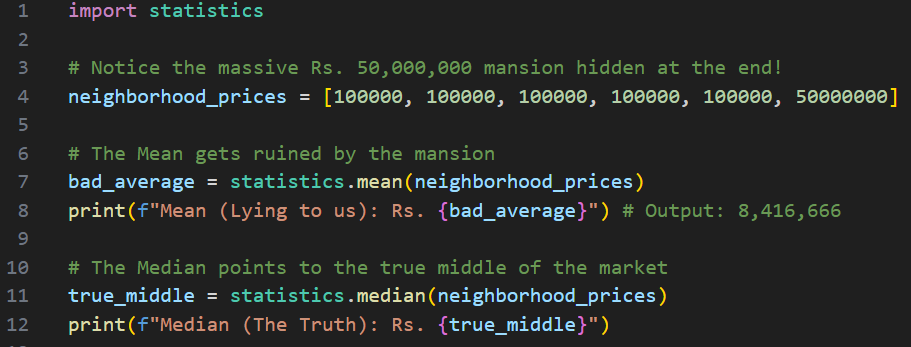 1 import statistics
2
3 # Notice the massive Rs. 50,000,000 mansion hidden at the end!
4 neighborhood_prices = [100000, 100000, 100000, 100000, 100000, 50000000]
5
6 # The Mean gets ruined by the mansion
7 bad_average = statistics.mean(neighborhood_prices)
8 print(f"Mean (Lying to us): Rs. {bad_average}") # Output: 8,416,666
9
10 # The Median points to the true middle of the market
11 true_middle = statistics.median(neighborhood_prices)
12 print(f"Median (The Truth): Rs. {true_middle}")